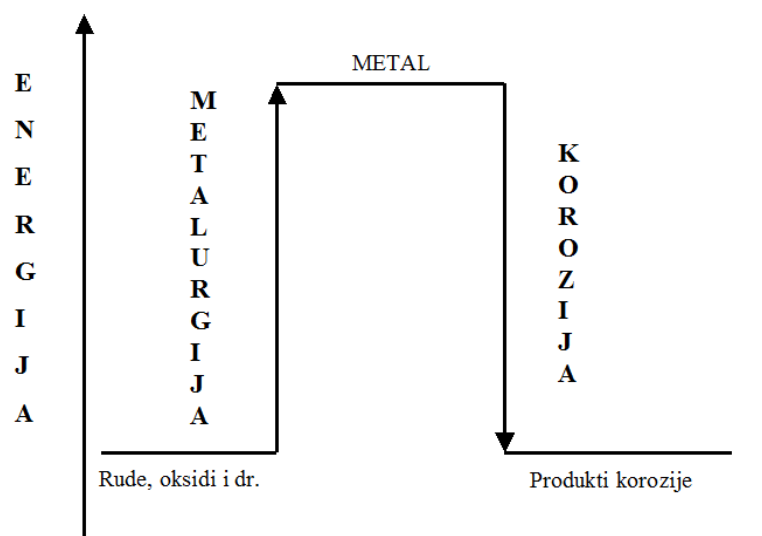 ENERGIJA
METALURGIJA
METAL
KOROZIJA
Rude, oksidi i dr.
Produkti korozije